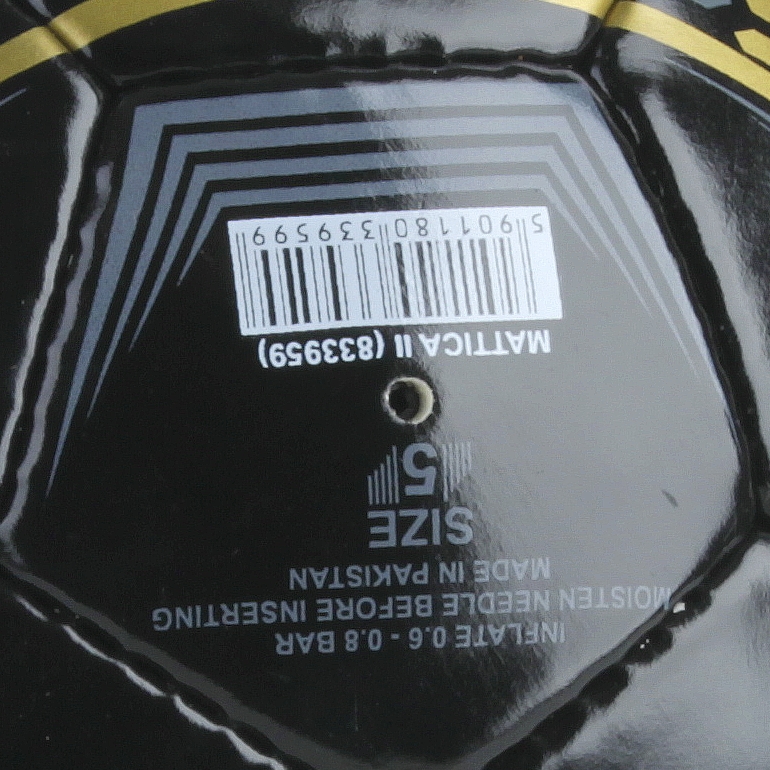 INFLATE 0.6 - 0.8 BAR
MOISTEN NEEDLE BEFORE INSERTING
MADE IN PAKISTAN
SIZE
5
MATTICA II (833959)
5 901180 339599